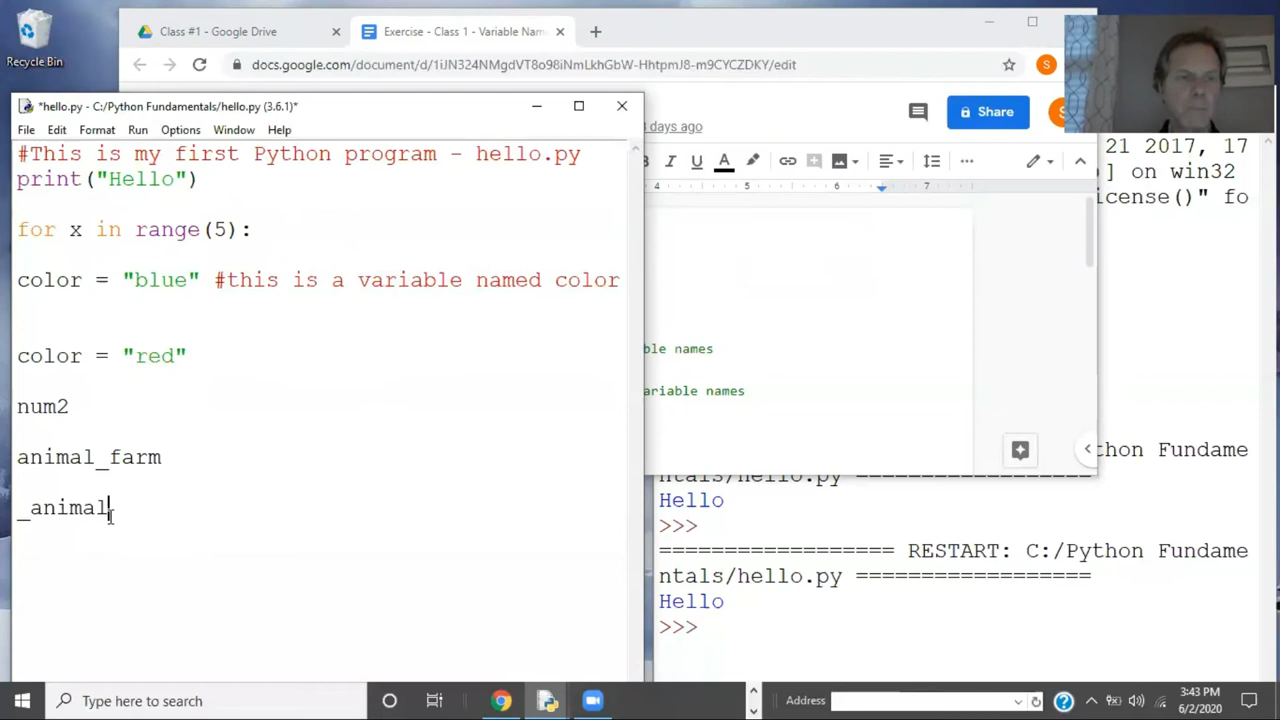 Recycle Bin
Class #1 - Google Drive
Exercise - Class 1 - Variable Nam
docs.google.com/document/d/1iJN324NMgdVT8o98iNmLkhGbW-HhtpmJ8-m9CYCZDKY/edit
S
*hello.py - C:/Python Fundamentals/hello.py (3.6.1)*
File Edit Format Run Options Window Help
days ago
Share
#This is my first Python program - hello.py
print("Hello")
for x in range(5):
color = "blue" #this is a variable named color
color = "red"
num2
animal_farm
_animal
4 5 6 7
ble names
ariable names
21 2017, 17
] on win32
icense()" fo
thon Fundame
ntals/hello.py ==================
Hello
>>>
================== RESTART: C:/Python Fundame
ntals/hello.py ==================
Hello
>>>
Type here to search
Address
3:43 PM
6/2/2020